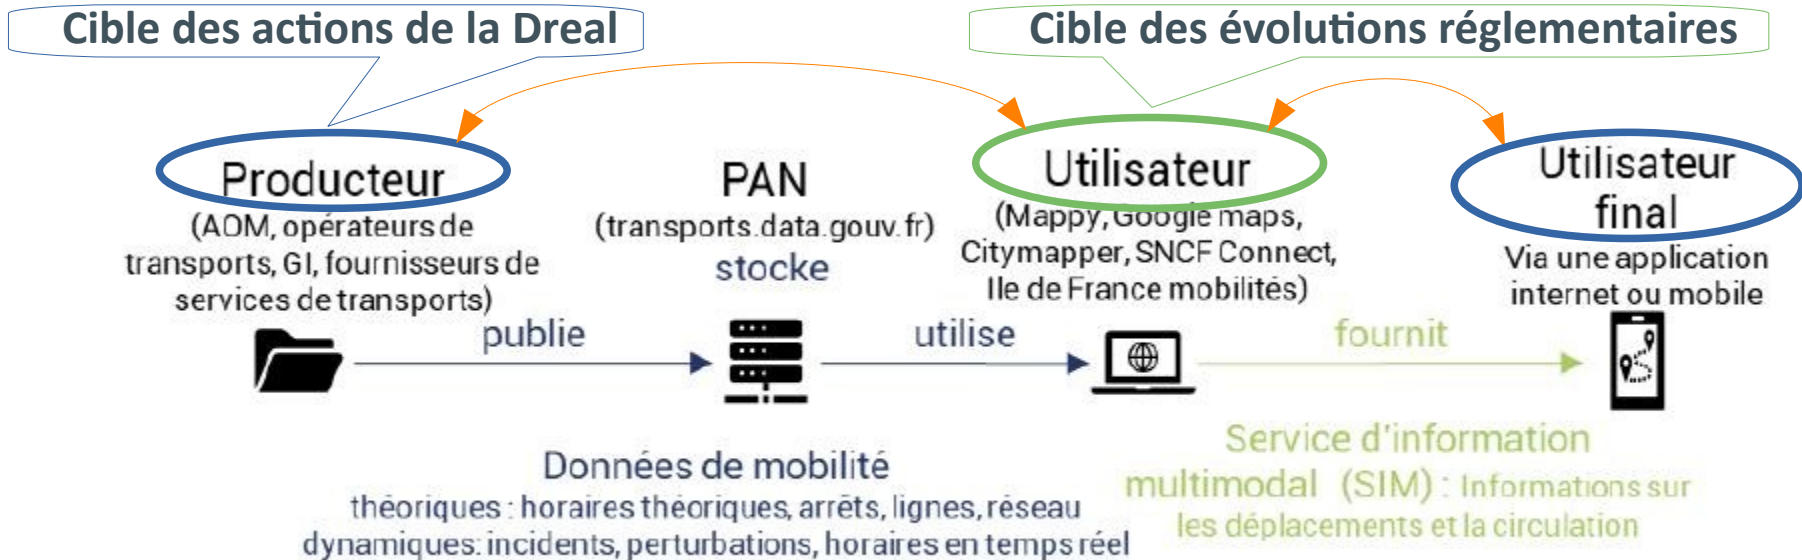 Cible des actions de la Dreal
Cible des évolutions réglementaires
Producteur
(AOM, opérateurs de
transports, GI, fournisseurs de
services de transports)
PAN
(transports.data.gouv.fr)
stocke
Utilisateur
(Mappy, Google maps,
Citymapper, SNCF Connect,
Ile de France mobilités)
Utilisateur
final
Via une application
internet ou mobile
publie
utilise
fournit
Données de mobilité
théoriques : horaires théoriques, arrêts, lignes, réseau
dynamiques: incidents, perturbations, horaires en temps réel
Service d'information
multimodal (SIM) : Informations sur
les déplacements et la circulation